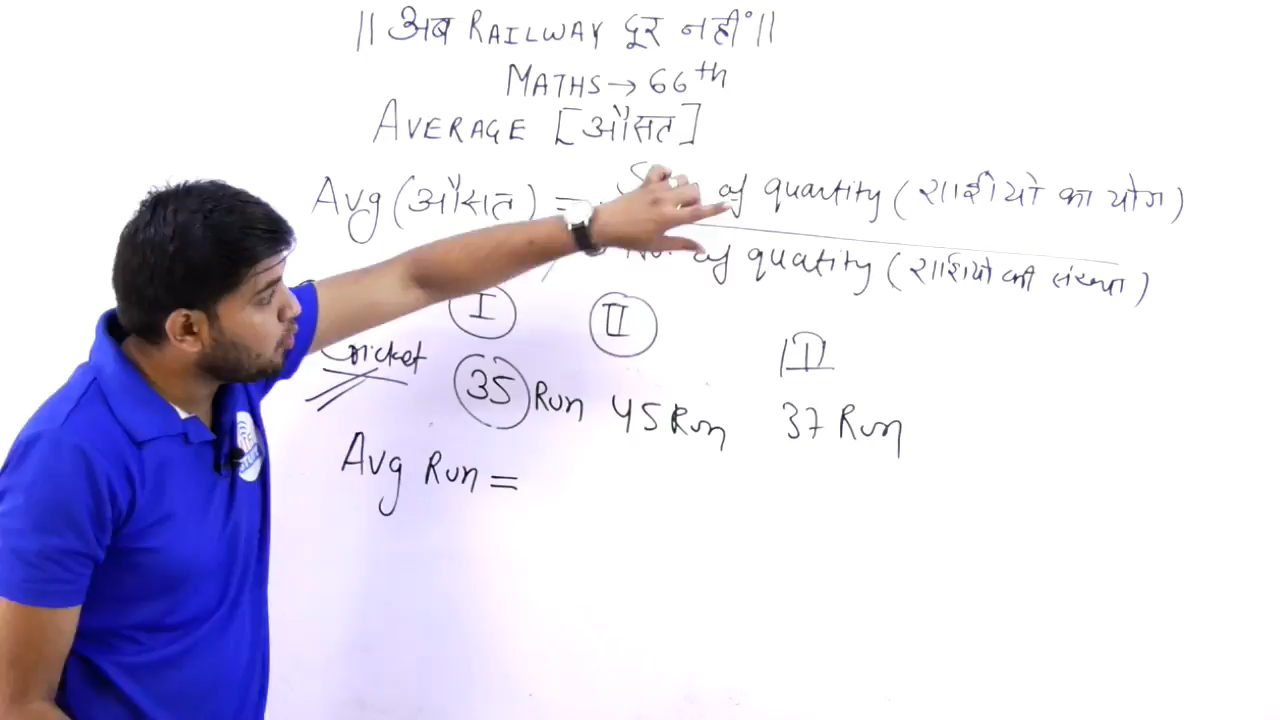 || अब RAILWAY दूर नहीं ||
MATHS → 66th
AVERAGE [औसत]
Avg (औसत) = of quantity (राशीयो का योग)
No. of quatity (राशियो की संख्या)
I II
III
Cricket 35 Run 45 Run 37 Run
Avg Run =